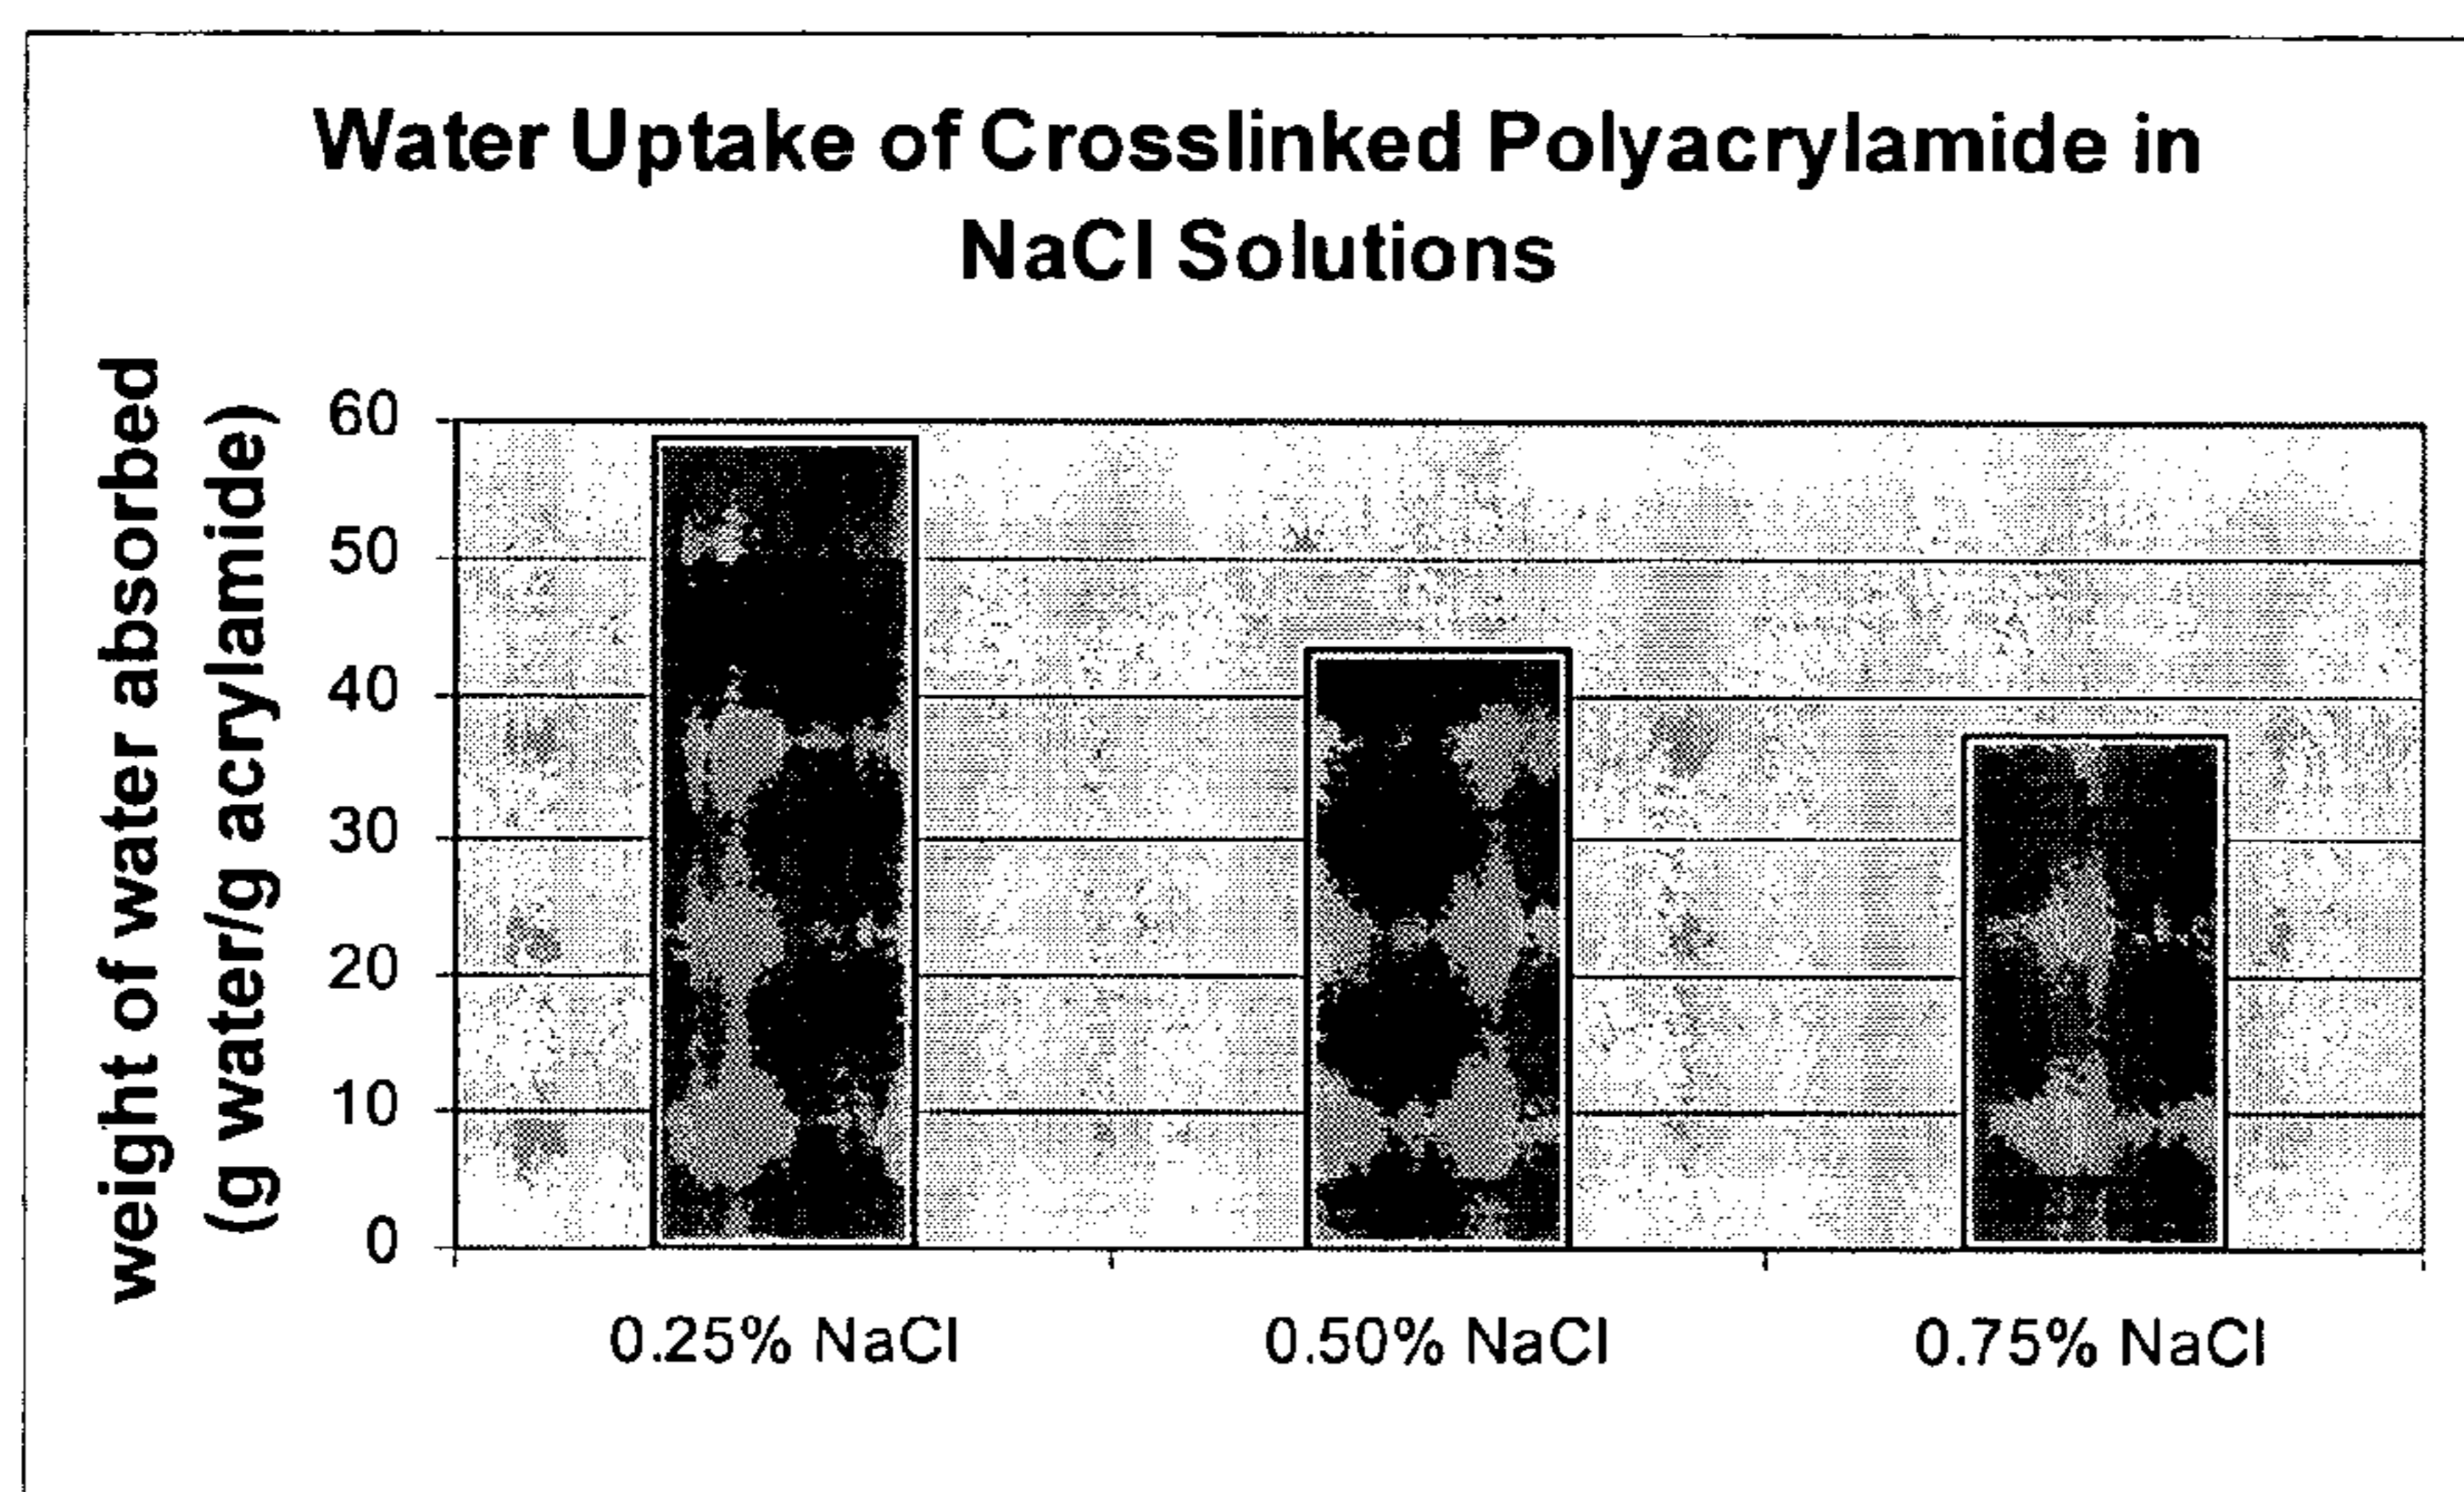 Water Uptake of Crosslinked Polyacrylamide in
NaCl Solutions
weight of water absorbed
(g water/g acrylamide)
60
50
40
30
20
10
0
0.25% NaCl
0.50% NaCl
0.75% NaCl